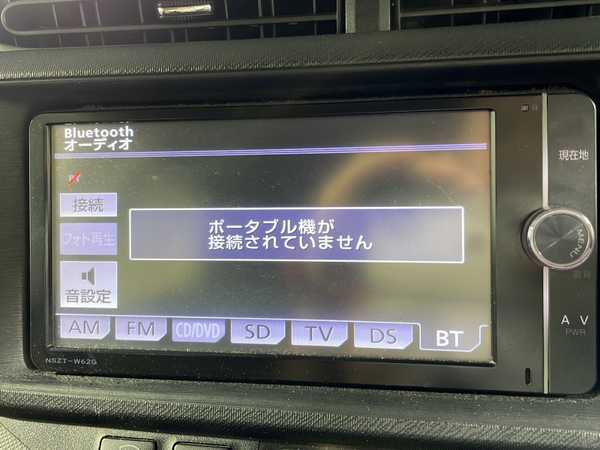 Bluetooth
オーディオ
現在地
接続
ポータブル機が
接続されていません
フォト再生
MENU
音設定
A V
PWR
AM
FM
CD/DVD
SD
TV
DS
BT
NSZT-W62G